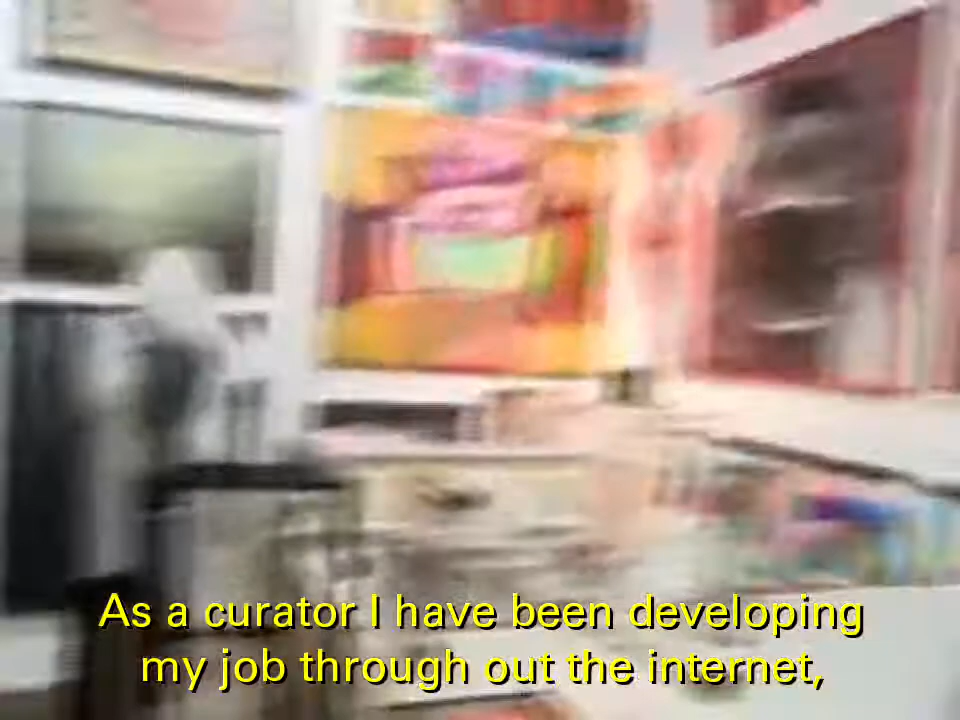 As a curator I have been developing
my job through out the internet,